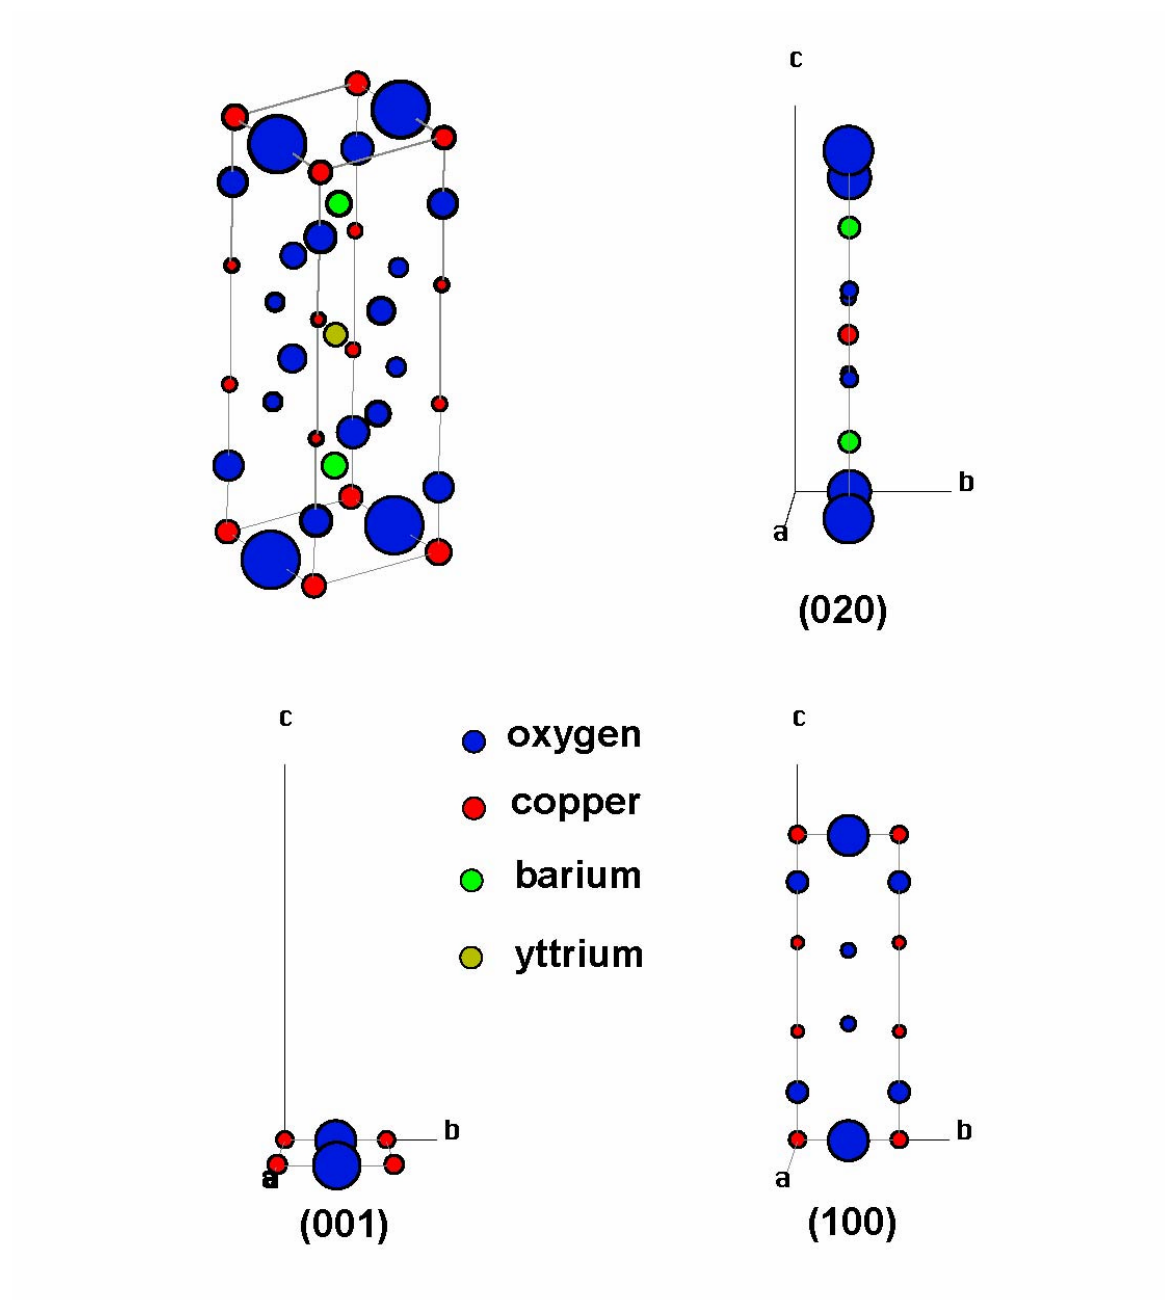 c
b
a
(020)
c
b
a
(001)
oxygen
copper
barium
yttrium
c
b
a
(100)